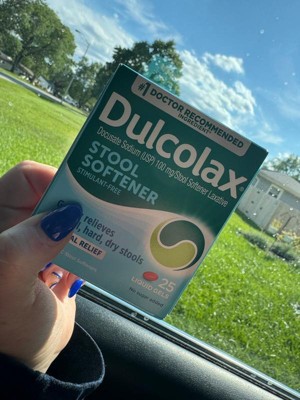 #1 DOCTOR RECOMMENDED
INGREDIENT
Dulcolax®
Docusate Sodium (USP) 100 mg/Stool Softener Laxative
STOOL
SOFTENER
STIMULANT-FREE
relieves
hard, dry stools
RELIEF
25